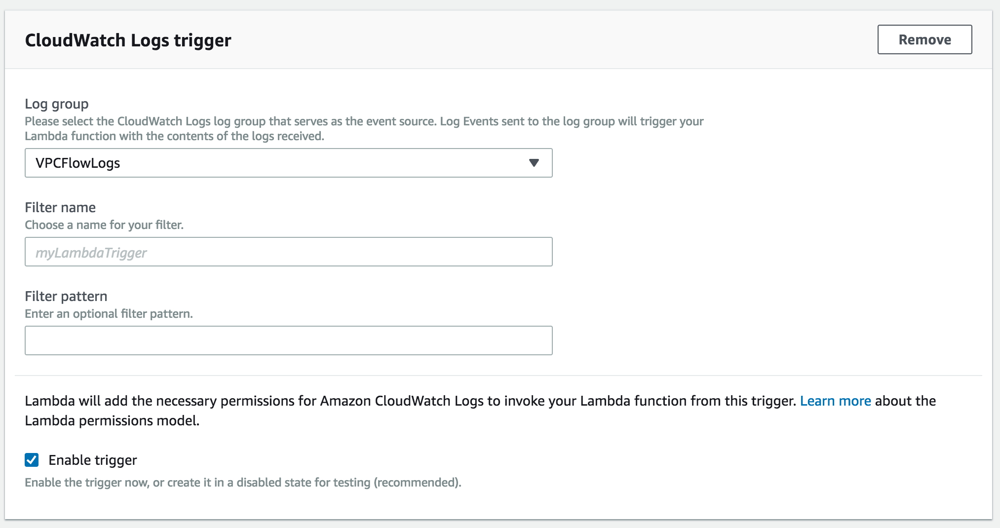 CloudWatch Logs trigger
Remove
Log group
Please select the CloudWatch Logs log group that serves as the event source. Log Events sent to the log group will trigger your
Lambda function with the contents of the logs received.
VPCFlowLogs
Filter name
Choose a name for your filter.
myLambdaTrigger
Filter pattern
Enter an optional filter pattern.
Lambda will add the necessary permissions for Amazon CloudWatch Logs to invoke your Lambda function from this trigger. Learn more about the
Lambda permissions model.
Enable trigger
Enable the trigger now, or create it in a disabled state for testing (recommended).